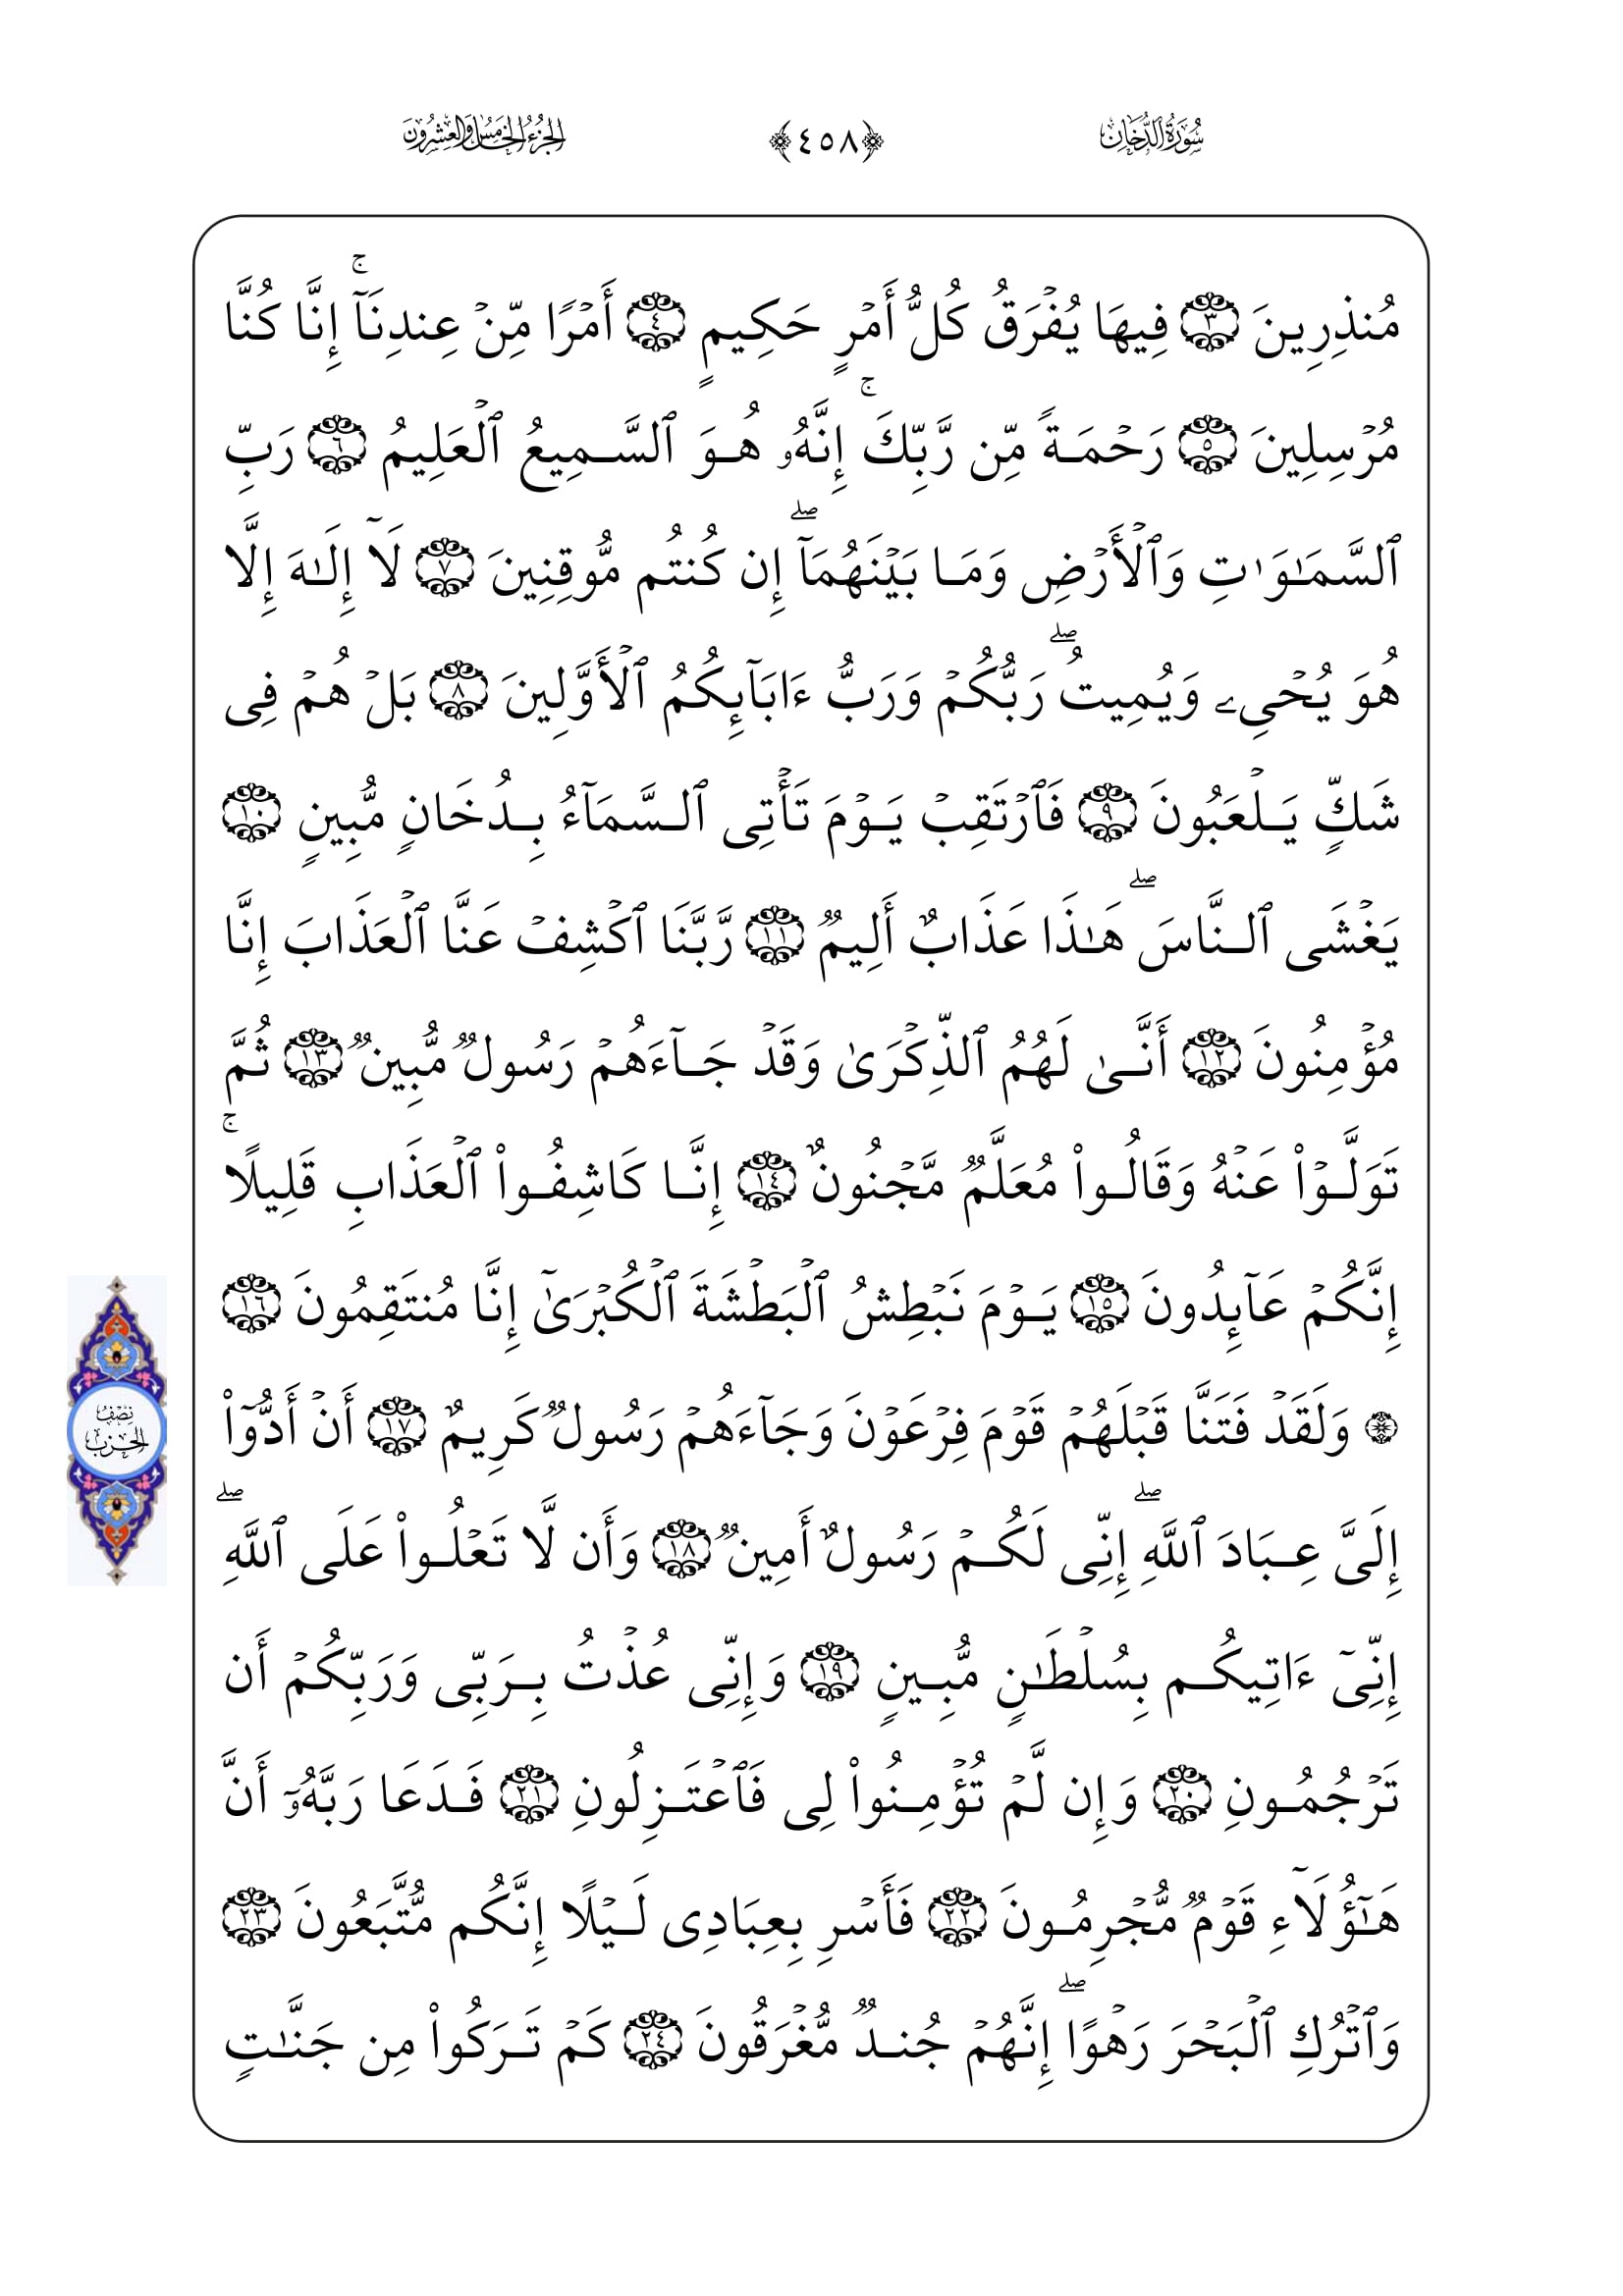 سُورَةُ الدُّخَانِ
﴿٤٥٨﴾
الجُزْءُ الخَامِسُ وَالعِشْرُونَ
مُنذِرِينَ ٣ فِيهَا يُفْرَقُ كُلُّ أَمْرٍ حَكِيمٍ ٤ أَمْرًا مِّنْ عِندِنَآۚ إِنَّا كُنَّا
مُرْسِلِينَ ٥ رَحْمَةً مِّن رَّبِّكَۚ إِنَّهُۥ هُوَ ٱلسَّمِيعُ ٱلْعَلِيمُ ٦ رَبِّ
ٱلسَّمَٰوَٰتِ وَٱلْأَرْضِ وَمَا بَيْنَهُمَآۖ إِن كُنتُم مُّوقِنِينَ ٧ لَآ إِلَٰهَ إِلَّا
هُوَ يُحْىِۦ وَيُمِيتُۖ رَبُّكُمْ وَرَبُّ ءَابَآئِكُمُ ٱلْأَوَّلِينَ ٨ بَلْ هُمْ فِى
شَكٍّ يَلْعَبُونَ ٩ فَٱرْتَقِبْ يَوْمَ تَأْتِى ٱلسَّمَآءُ بِدُخَانٍ مُّبِينٍ ١٠
يَغْشَى ٱلنَّاسَۖ هَٰذَا عَذَابٌ أَلِيمٌ ١١ رَّبَّنَا ٱكْشِفْ عَنَّا ٱلْعَذَابَ إِنَّا
مُؤْمِنُونَ ١٢ أَنَّىٰ لَهُمُ ٱلذِّكْرَىٰ وَقَدْ جَآءَهُمْ رَسُولٌ مُّبِينٌ ١٣ ثُمَّ
تَوَلَّوْا۟ عَنْهُ وَقَالُوا۟ مُعَلَّمٌ مَّجْنُونٌ ١٤ إِنَّا كَاشِفُوا۟ ٱلْعَذَابِ قَلِيلًاۚ
إِنَّكُمْ عَآئِدُونَ ١٥ يَوْمَ نَبْطِشُ ٱلْبَطْشَةَ ٱلْكُبْرَىٰٓ إِنَّا مُنتَقِمُونَ ١٦
۞ وَلَقَدْ فَتَنَّا قَبْلَهُمْ قَوْمَ فِرْعَوْنَ وَجَآءَهُمْ رَسُولٌ كَرِيمٌ ١٧ أَنْ أَدُّوٓا۟
نِصْفُ
الحِزْبِ
إِلَىَّ عِبَادَ ٱللَّهِۖ إِنِّى لَكُمْ رَسُولٌ أَمِينٌ ١٨ وَأَن لَّا تَعْلُوا۟ عَلَى ٱللَّهِۖ
إِنِّىٓ ءَاتِيكُم بِسُلْطَٰنٍ مُّبِينٍ ١٩ وَإِنِّى عُذْتُ بِرَبِّى وَرَبِّكُمْ أَن
تَرْجُمُونِ ٢٠ وَإِن لَّمْ تُؤْمِنُوا۟ لِى فَٱعْتَزِلُونِ ٢١ فَدَعَا رَبَّهُۥٓ أَنَّ
هَٰٓؤُلَآءِ قَوْمٌ مُّجْرِمُونَ ٢٢ فَأَسْرِ بِعِبَادِى لَيْلًا إِنَّكُم مُّتَّبَعُونَ ٢٣
وَٱتْرُكِ ٱلْبَحْرَ رَهْوًاۖ إِنَّهُمْ جُندٌ مُّغْرَقُونَ ٢٤ كَمْ تَرَكُوا۟ مِن جَنَّٰتٍ